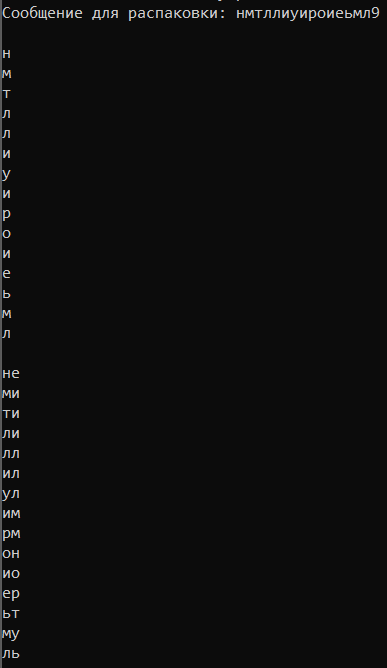 Сообщение для распаковки: нмтллиуироиеьмл9
н
м
т
л
л
и
у
и
р
о
и
е
ь
м
л
не
ми
ти
ли
лл
ил
ул
им
рм
он
ио
ер
ьт
му
ль